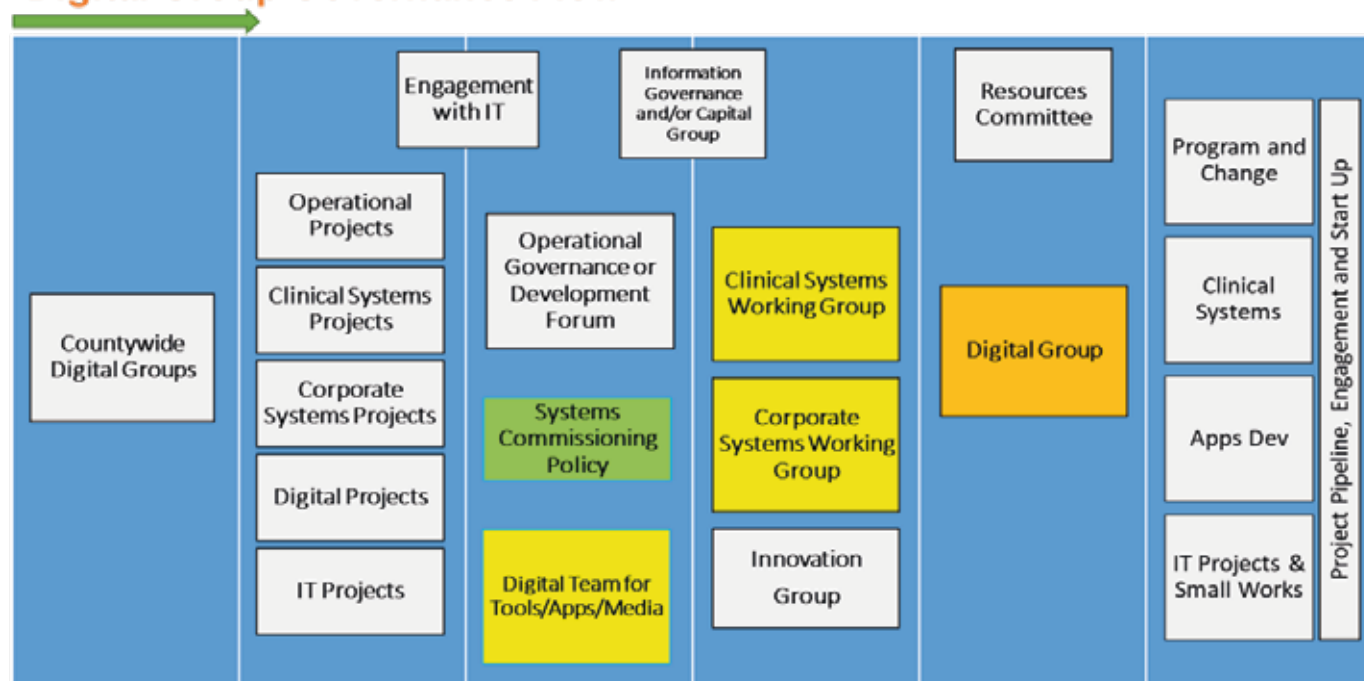 Countywide
Digital Groups
Engagement
with IT
Operational
Projects
Clinical Systems
Projects
Corporate
Systems Projects
Digital Projects
IT Projects
Operational
Governance or
Development
Forum
Systems
Commissioning
Policy
Digital Team for
Tools/Apps/Media
Information
Governance
and/or Capital
Group
Clinical Systems
Working Group
Corporate
Systems Working
Group
Innovation
Group
Resources
Committee
Digital Group
Program and
Change
Clinical
Systems
Apps Dev
IT Projects &
Small Works
Project Pipeline, Engagement and Start Up